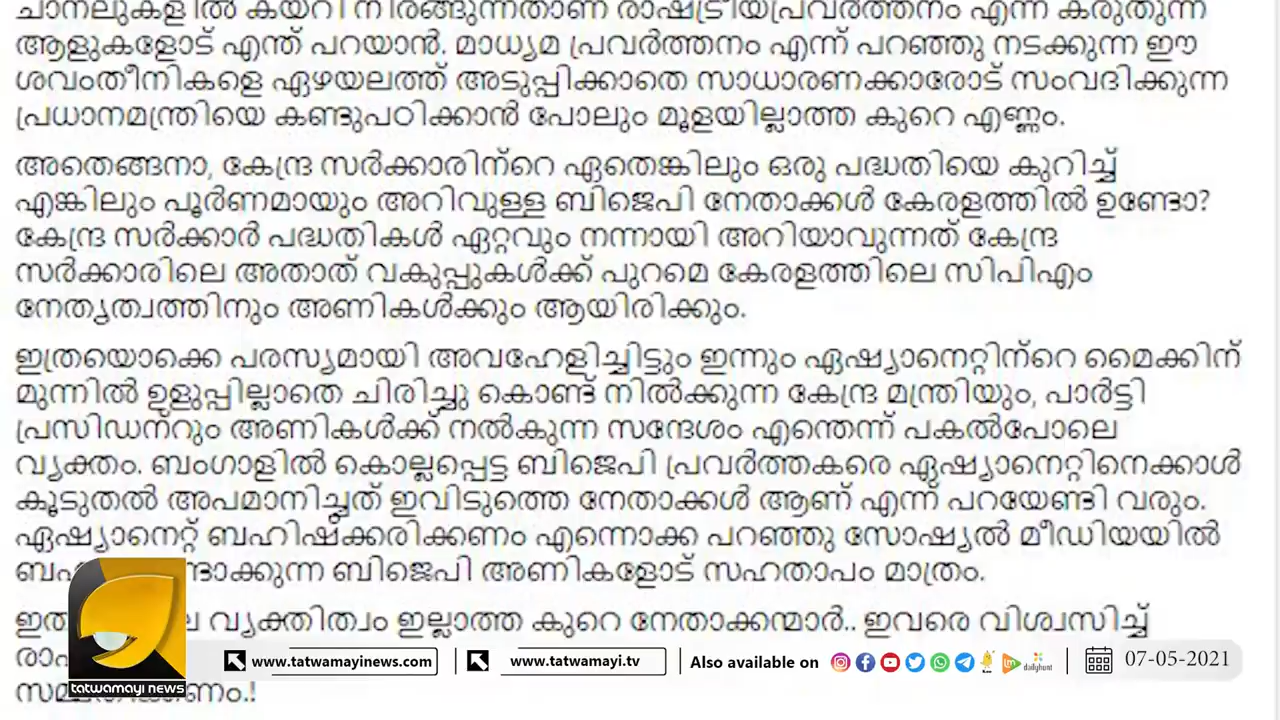 ചാനലുകളിൽ കയറി നിരങ്ങുന്നതാണ് രാഷ്ട്രീയപ്രവർത്തനം എന്ന് കരുതുന്ന
ആളുകളോട് എന്ത് പറയാൻ. മാധ്യമ പ്രവർത്തനം എന്ന് പറഞ്ഞു നടക്കുന്ന ഈ
ശവംതീനികളെ ഏഴയലത്ത് അടുപ്പിക്കാതെ സാധാരണക്കാരോട് സംവദിക്കുന്ന
പ്രധാനമന്ത്രിയെ കണ്ടുപഠിക്കാൻ പോലും മൂളയില്ലാത്ത കുറെ എണ്ണം.
അതെങ്ങനാ, കേന്ദ്ര സർക്കാരിന്റെ ഏതെങ്കിലും ഒരു പദ്ധതിയെ കുറിച്ച്
എങ്കിലും പൂർണമായും അറിവുള്ള ബിജെപി നേതാക്കൾ കേരളത്തിൽ ഉണ്ടോ?
കേന്ദ്ര സർക്കാർ പദ്ധതികൾ ഏറ്റവും നന്നായി അറിയാവുന്നത് കേന്ദ്ര
സർക്കാരിലെ അതാത് വകുപ്പുകൾക്ക് പുറമെ കേരളത്തിലെ സിപിഎം
നേതൃത്വത്തിനും അണികൾക്കും ആയിരിക്കും.
ഇത്രയൊക്കെ പരസ്യമായി അവഹേളിച്ചിട്ടും ഇന്നും ഏഷ്യാനെറ്റിന്റെ മൈക്കിന്
മുന്നിൽ ഉളുപ്പില്ലാതെ ചിരിച്ചു കൊണ്ട് നിൽക്കുന്ന കേന്ദ്ര മന്ത്രിയും, പാർട്ടി
പ്രസിഡന്റും അണികൾക്ക് നൽകുന്ന സന്ദേശം എന്തെന്ന് പകൽപോലെ
വ്യക്തം. ബംഗാളിൽ കൊല്ലപ്പെട്ട ബിജെപി പ്രവർത്തകരെ ഏഷ്യാനെറ്റിനെക്കാൾ
കൂടുതൽ അപമാനിച്ചത് ഇവിടുത്തെ നേതാക്കൾ ആണ് എന്ന് പറയേണ്ടി വരും.
ഏഷ്യാനെറ്റ് ബഹിഷ്ക്കരിക്കണം എന്നൊക്ക പറഞ്ഞു സോഷ്യൽ മീഡിയയിൽ
ബിജെപി അണികളോട് സഹതാപം മാത്രം.
വ്യക്തിത്വം ഇല്ലാത്ത കുറേ നേതാക്കന്മാർ.. ഇവരെ വിശ്വസിച്ച്
tatwamayi news
www.tatwamayinews.com
www.tatwamayi.tv
Also available on
dailyhunt
07-05-2021